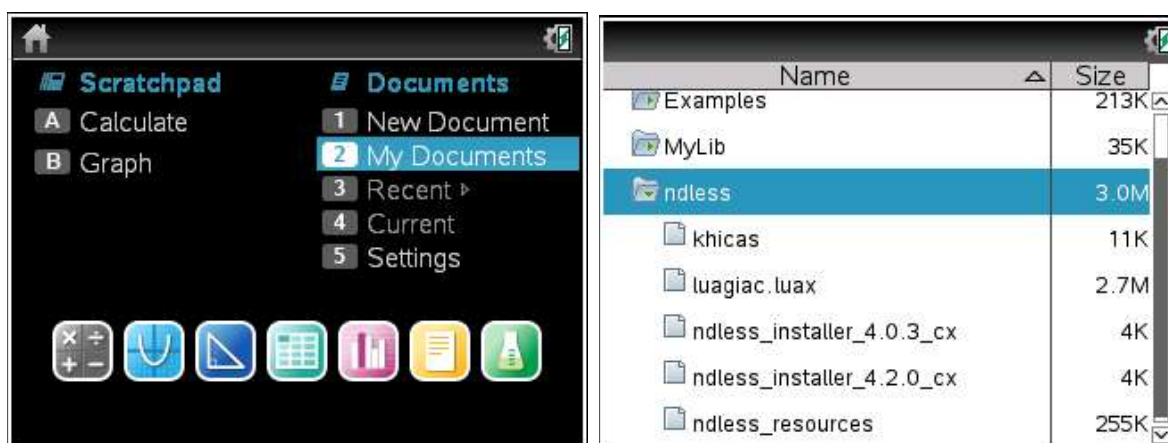 Scratchpad
Documents
A Calculate
1 New Document
B Graph
2 My Documents
3 Recent ▹
4 Current
5 Settings
Name Size
Examples 213K
MyLib 35K
ndless 3.0M
khicas 11K
luagiac.luax 2.7M
ndless_installer_4.0.3_cx 4K
ndless_installer_4.2.0_cx 4K
ndless_resources 255K